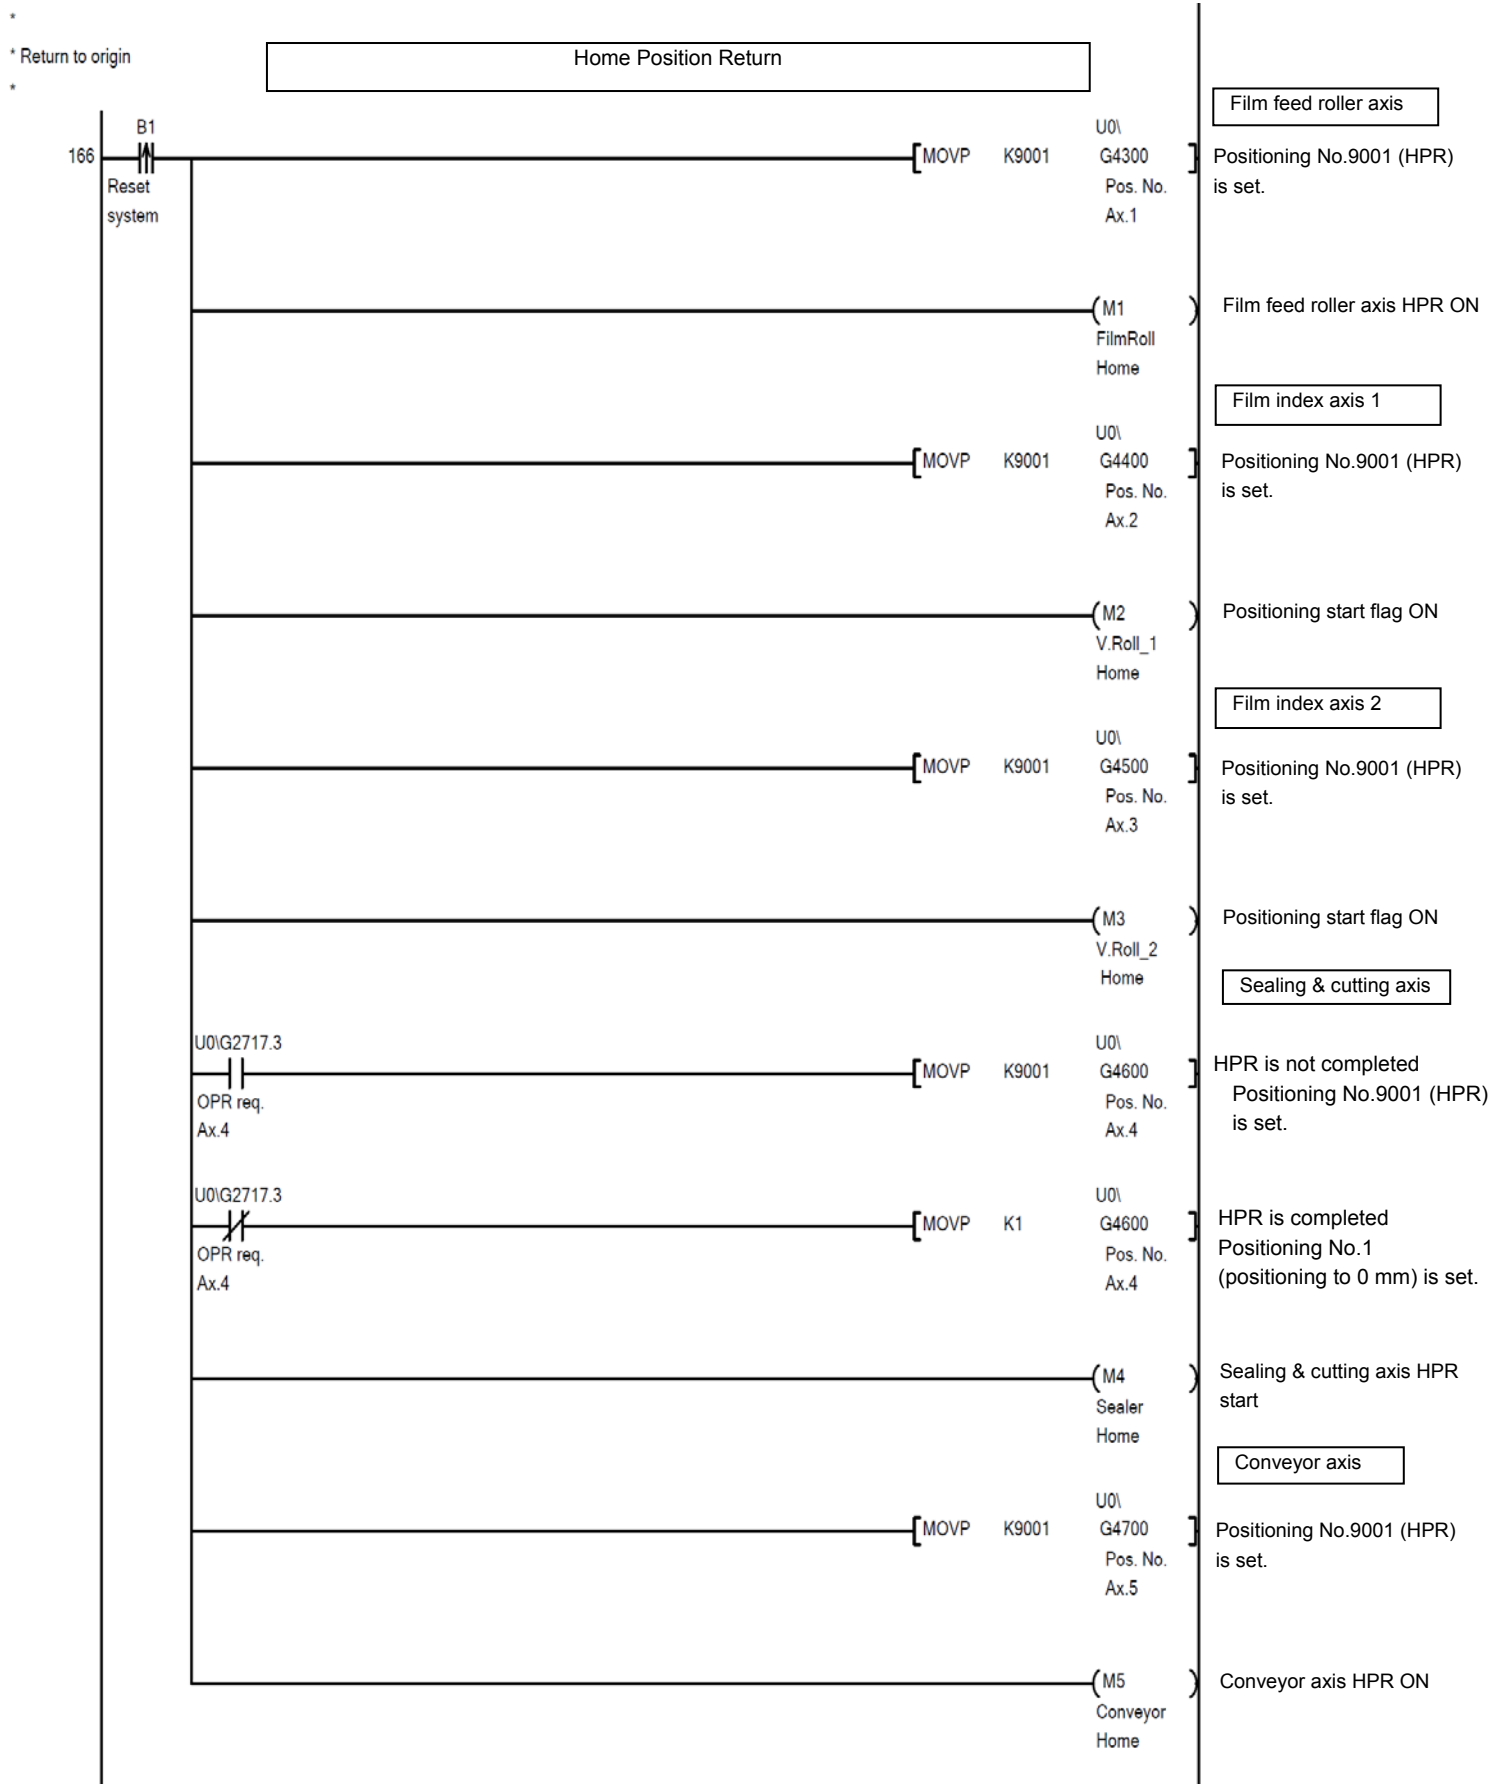 *
* Return to origin
*
Home Position Return
Film feed roller axis
166
B1
Reset
system
MOVP K9001
U0\
G4300
Pos. No.
Ax.1
Positioning No.9001 (HPR)
is set.
M1
FilmRoll
Home
Film feed roller axis HPR ON
Film index axis 1
MOVP K9001
U0\
G4400
Pos. No.
Ax.2
Positioning No.9001 (HPR)
is set.
M2
V.Roll_1
Home
Positioning start flag ON
Film index axis 2
MOVP K9001
U0\
G4500
Pos. No.
Ax.3
Positioning No.9001 (HPR)
is set.
M3
V.Roll_2
Home
Positioning start flag ON
Sealing & cutting axis
U0\G2717.3
OPR req.
Ax.4
MOVP K9001
U0\
G4600
Pos. No.
Ax.4
HPR is not completed
Positioning No.9001 (HPR)
is set.
U0\G2717.3
OPR req.
Ax.4
MOVP K1
U0\
G4600
Pos. No.
Ax.4
HPR is completed
Positioning No.1
(positioning to 0 mm) is set.
M4
Sealer
Home
Sealing & cutting axis HPR
start
Conveyor axis
MOVP K9001
U0\
G4700
Pos. No.
Ax.5
Positioning No.9001 (HPR)
is set.
M5
Conveyor
Home
Conveyor axis HPR ON